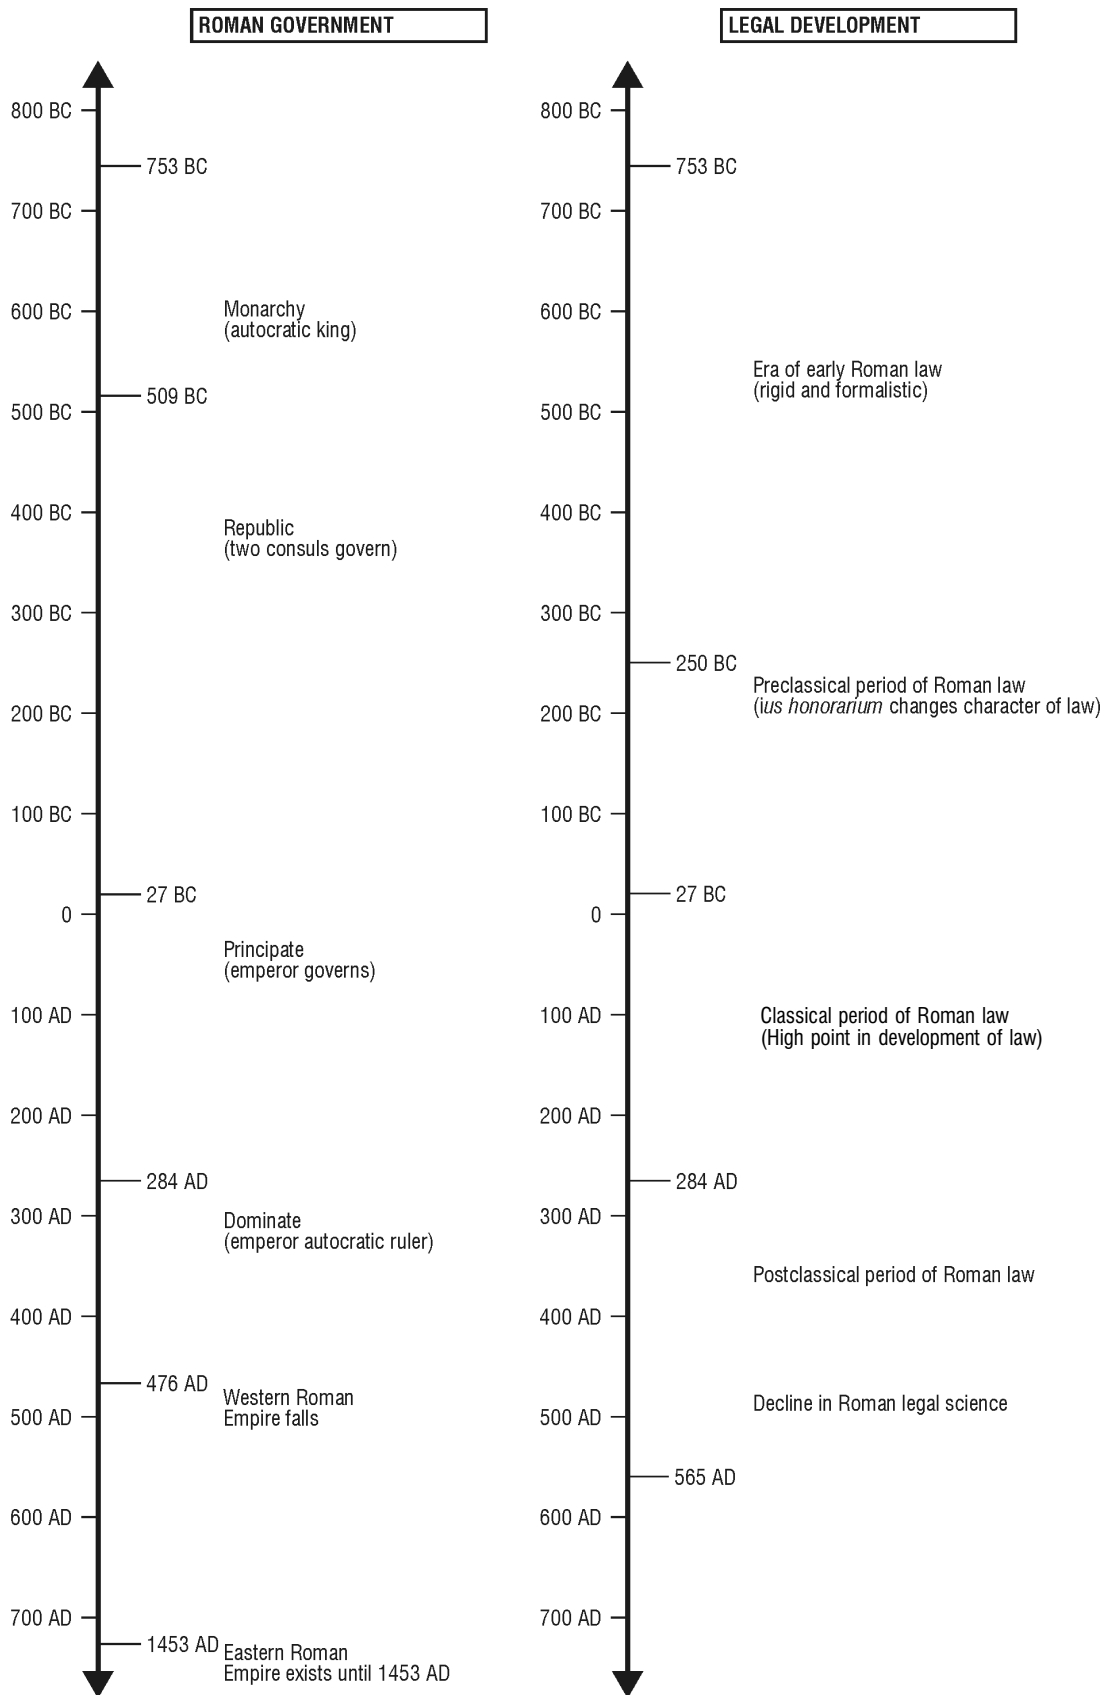 ROMAN GOVERNMENT
800 BC
753 BC
700 BC
600 BC
Monarchy
(autocratic king)
509 BC
500 BC
400 BC
Republic
(two consuls govern)
300 BC
200 BC
100 BC
27 BC
0
Principate
(emperor governs)
100 AD
200 AD
284 AD
300 AD
Dominate
(emperor autocratic ruler)
400 AD
476 AD
Western Roman
Empire falls
500 AD
600 AD
700 AD
1453 AD
Eastern Roman
Empire exists until 1453 AD
LEGAL DEVELOPMENT
800 BC
753 BC
700 BC
600 BC
Era of early Roman law
(rigid and formalistic)
500 BC
400 BC
300 BC
250 BC
Preclassical period of Roman law
(ius honorarium changes character of law)
200 BC
100 BC
27 BC
0
100 AD
Classical period of Roman law
(High point in development of law)
200 AD
284 AD
300 AD
Postclassical period of Roman law
400 AD
Decline in Roman legal science
500 AD
565 AD
600 AD
700 AD